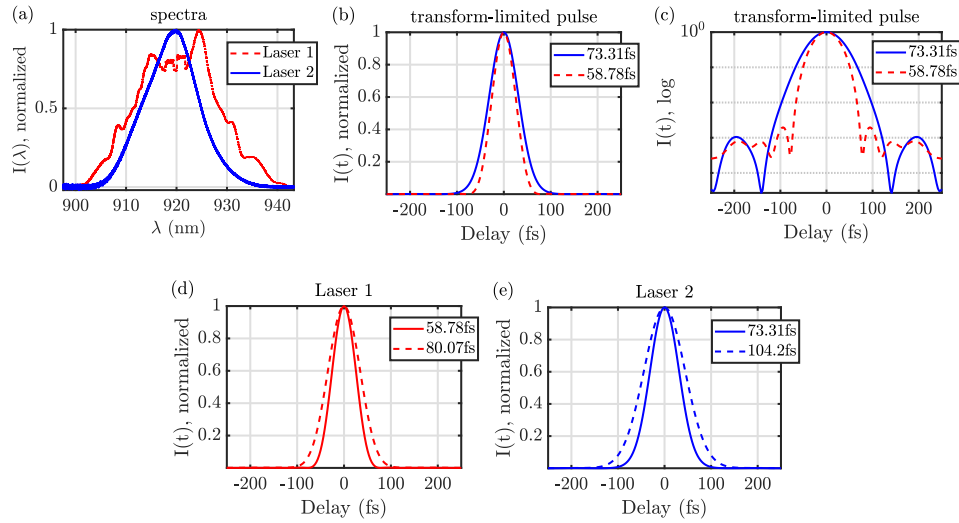 (a)
spectra
I(λ), normalized
1
0.5
0
900
910
920
930
940
λ (nm)
Laser 1
Laser 2
(b)
transform-limited pulse
I(t), normalized
1
0.8
0.6
0.4
0.2
-200
-100
0
100
200
Delay (fs)
73.31fs
58.78fs
(c)
transform-limited pulse
I(t), log
10⁰
-200
-100
0
100
200
Delay (fs)
73.31fs
58.78fs
(d)
Laser 1
I(t), normalized
1
0.8
0.6
0.4
0.2
-200
-100
0
100
200
Delay (fs)
58.78fs
80.07fs
(e)
Laser 2
I(t), normalized
1
0.8
0.6
0.4
0.2
-200
-100
0
100
200
Delay (fs)
73.31fs
104.2fs